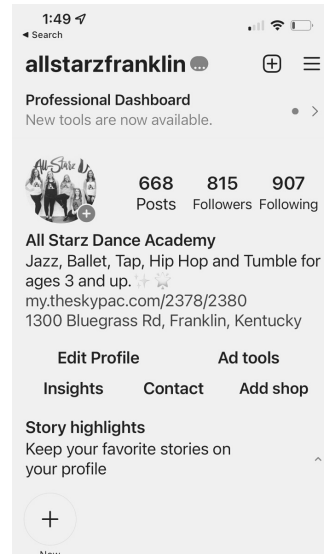 1:49
◂ Search
allstarzfranklin
Professional Dashboard
New tools are now available.
All-Starz D
668 815 907
Posts Followers Following
All Starz Dance Academy
Jazz, Ballet, Tap, Hip Hop and Tumble for
ages 3 and up.
my.theskypac.com/2378/2380
1300 Bluegrass Rd, Franklin, Kentucky
Edit Profile Ad tools
Insights Contact Add shop
Story highlights
Keep your favorite stories on
your profile
New